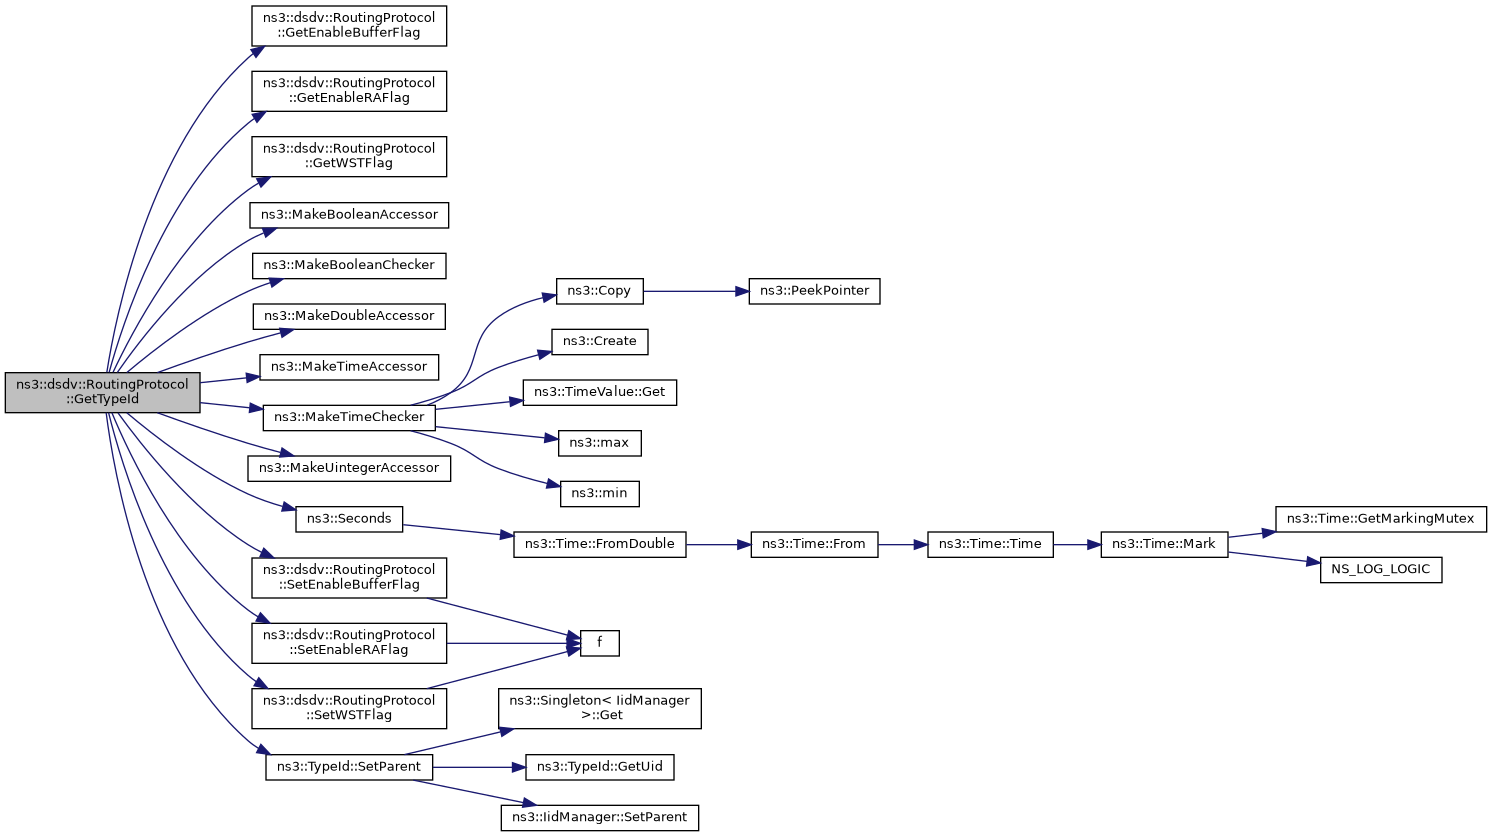 ns3::dsdv::RoutingProtocol
::GetTypeId
ns3::dsdv::RoutingProtocol
::GetEnableBufferFlag
ns3::dsdv::RoutingProtocol
::GetEnableRAFlag
ns3::dsdv::RoutingProtocol
::GetWSTFlag
ns3::MakeBooleanAccessor
ns3::MakeBooleanChecker
ns3::MakeDoubleAccessor
ns3::MakeTimeAccessor
ns3::MakeTimeChecker
ns3::Copy
ns3::PeekPointer
ns3::Create
ns3::TimeValue::Get
ns3::max
ns3::min
ns3::MakeUintegerAccessor
ns3::Seconds
ns3::Time::FromDouble
ns3::Time::From
ns3::Time::Time
ns3::Time::Mark
ns3::Time::GetMarkingMutex
NS_LOG_LOGIC
ns3::dsdv::RoutingProtocol
::SetEnableBufferFlag
f
ns3::dsdv::RoutingProtocol
::SetEnableRAFlag
ns3::dsdv::RoutingProtocol
::SetWSTFlag
ns3::TypeId::SetParent
ns3::Singleton< IidManager
>::Get
ns3::TypeId::GetUid
ns3::IidManager::SetParent